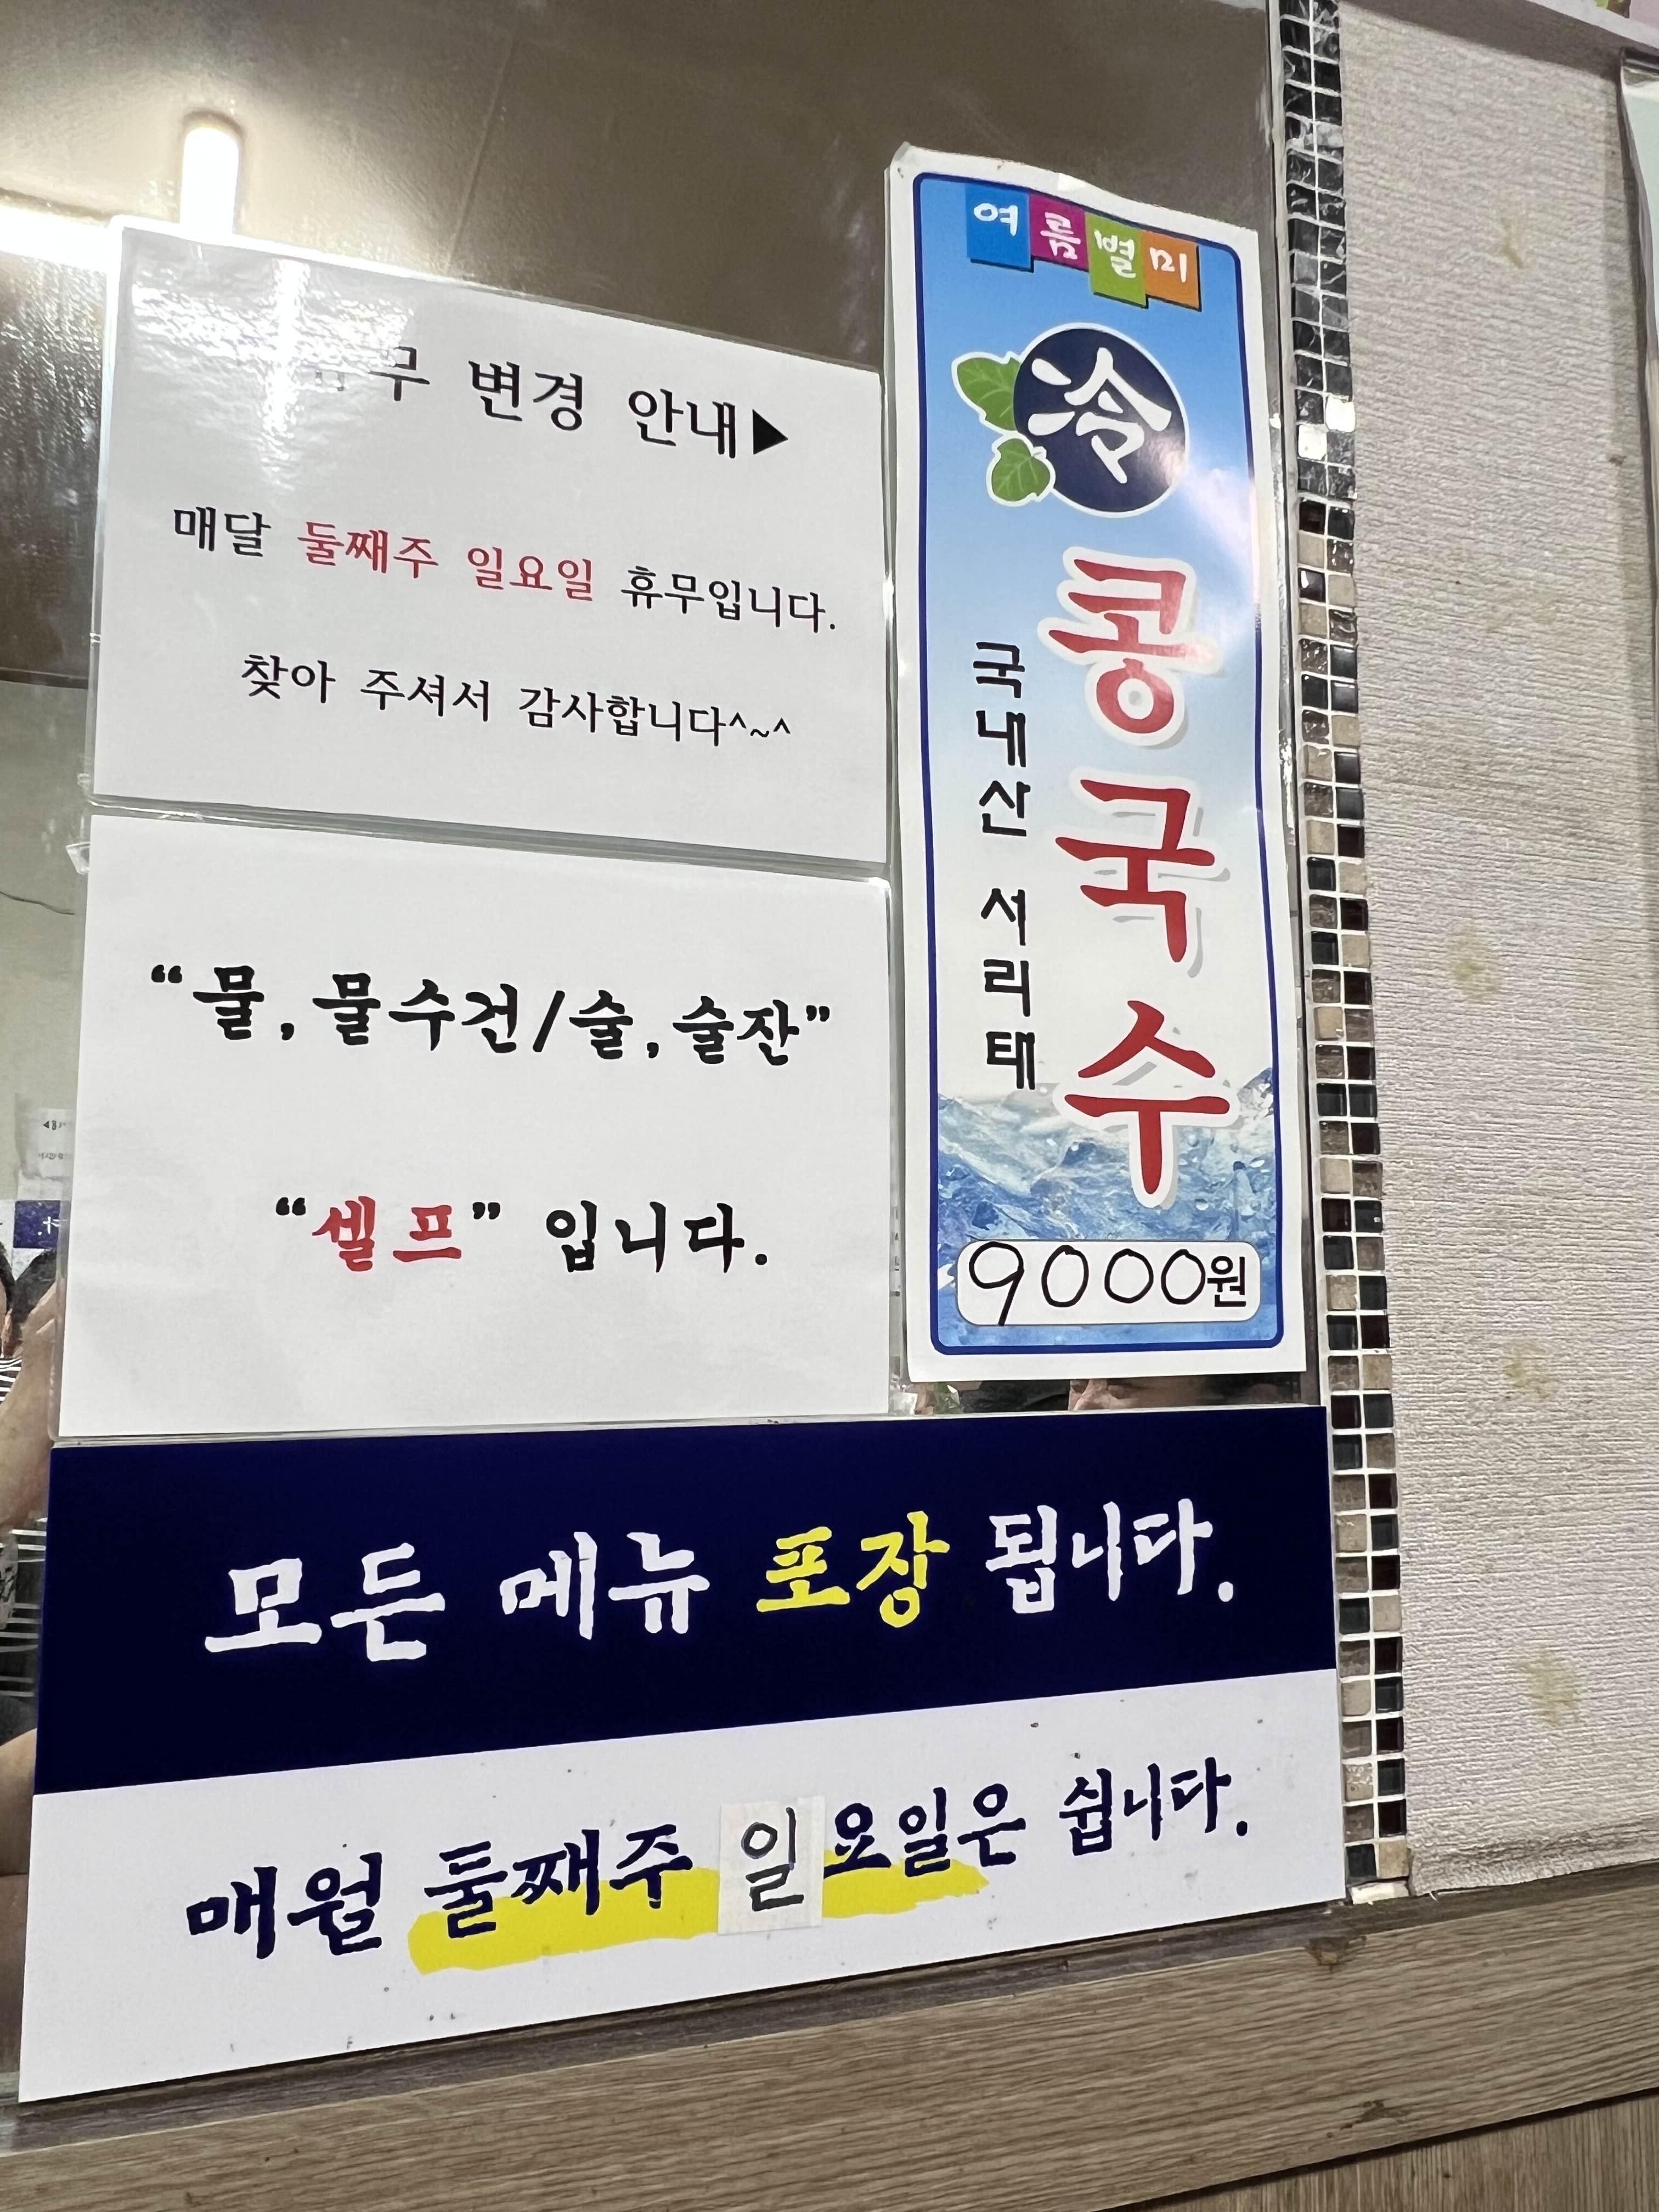 변경 안내▶
매달 둘째주 일요일 휴무입니다.
찾아 주셔서 감사합니다^~^
"물, 물수건/술, 술잔"
"셀프" 입니다.
여름별미
冷
콩국수
국내산 서리태
9000원
모든 메뉴 포장 됩니다.
매월 둘째주 일요일은 쉽니다.